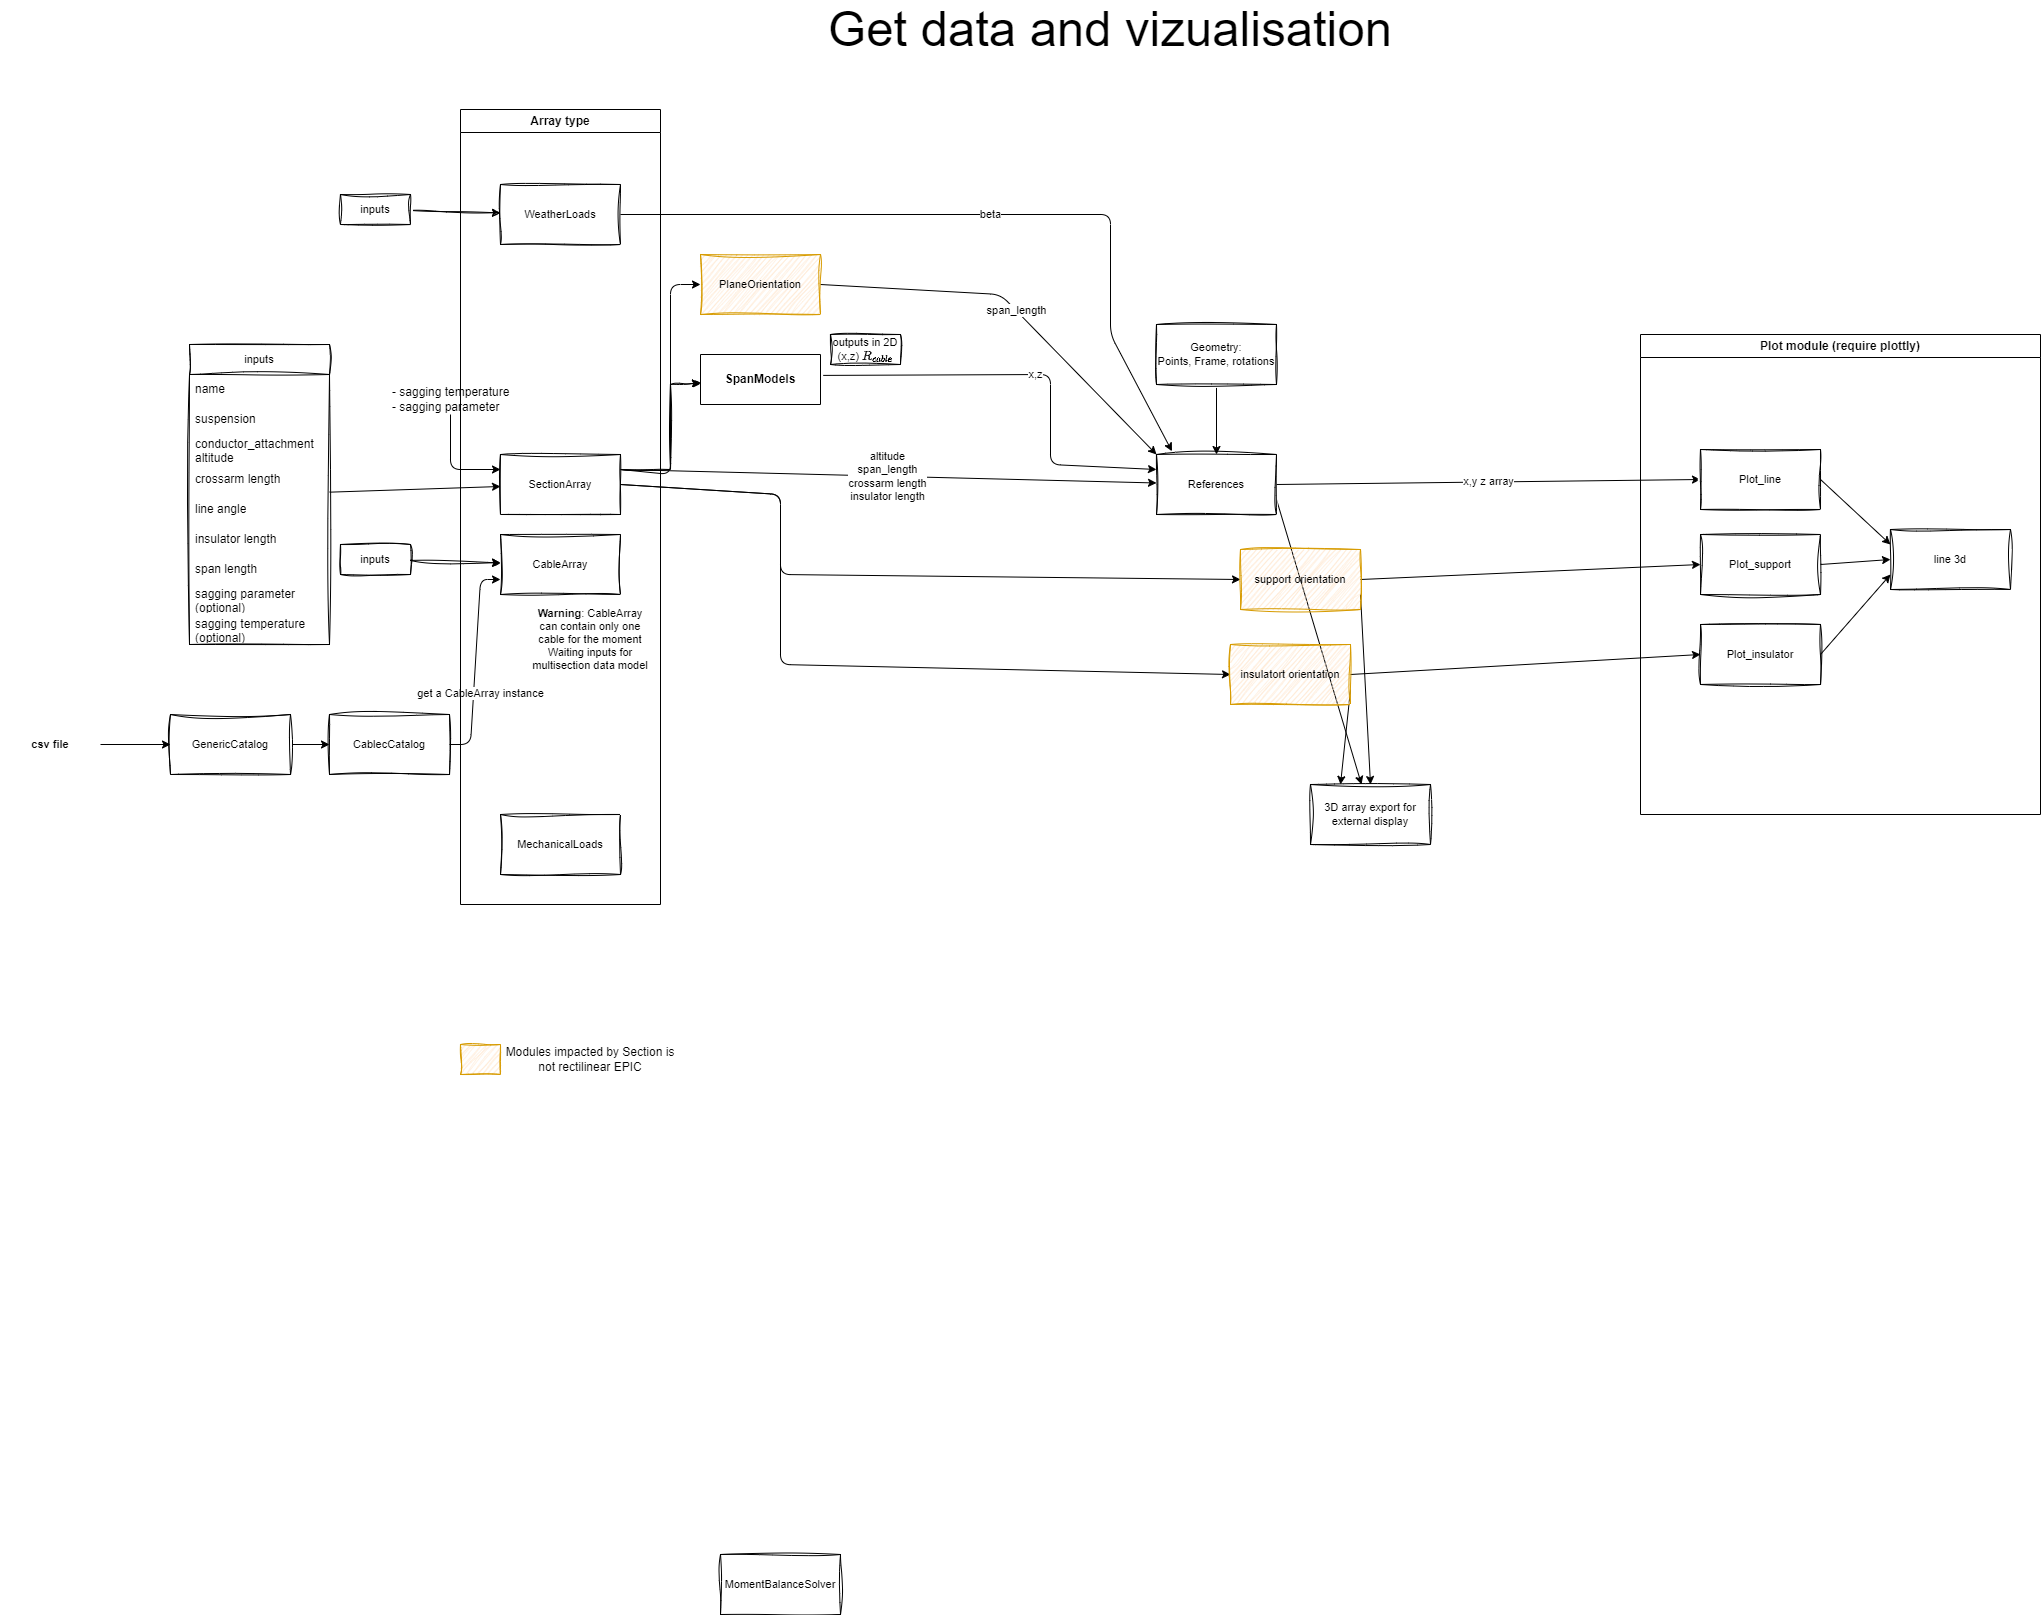 Get data and vizualisation
Array type
inputs
WeatherLoads
beta
PlaneOrientation
span_length
Geometry:
Points, Frame, rotations
outputs in 2D
(x,z) R_cable
SpanModels
x,z
Plot module (require plottly)
inputs
name
suspension
conductor_attachment
altitude
crossarm length
line angle
insulator length
span length
sagging parameter
(optional)
sagging temperature
(optional)
- sagging temperature
- sagging parameter
SectionArray
altitude
span_length
crossarm length
insulator length
References
x,y z array
Plot_line
inputs
CableArray
Warning: CableArray
can contain only one
cable for the moment
Waiting inputs for
multisection data model
support orientation
Plot_support
line 3d
insulatort orientation
Plot_insulator
get a CableArray instance
csv file
GenericCatalog
CablecCatalog
3D array export for
external display
MechanicalLoads
Modules impacted by Section is
not rectilinear EPIC
MomentBalanceSolver